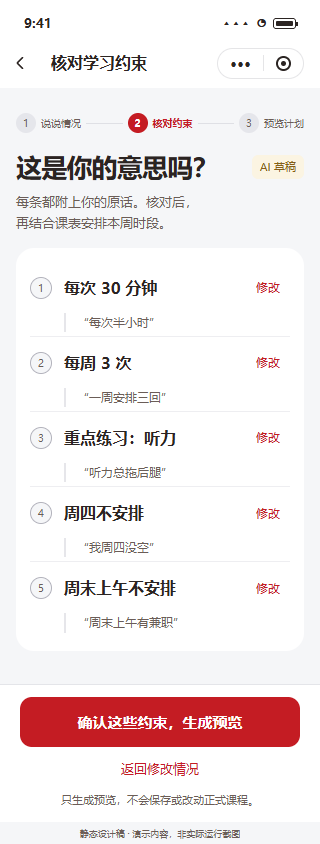 9:41
核对学习约束
1 说说情况 2 核对约束 3 预览计划
这是你的意思吗？
AI 草稿
每条都附上你的原话。核对后，
再结合课表安排本周时段。
1 每次 30 分钟 修改
“每次半小时”
2 每周 3 次 修改
“一周安排三回”
3 重点练习：听力 修改
“听力总拖后腿”
4 周四不安排 修改
“我周四没空”
5 周末上午不安排 修改
“周末上午有兼职”
确认这些约束，生成预览
返回修改情况
只生成预览，不会保存或改动正式课程。
静态设计稿 · 演示内容，非实际运行截图